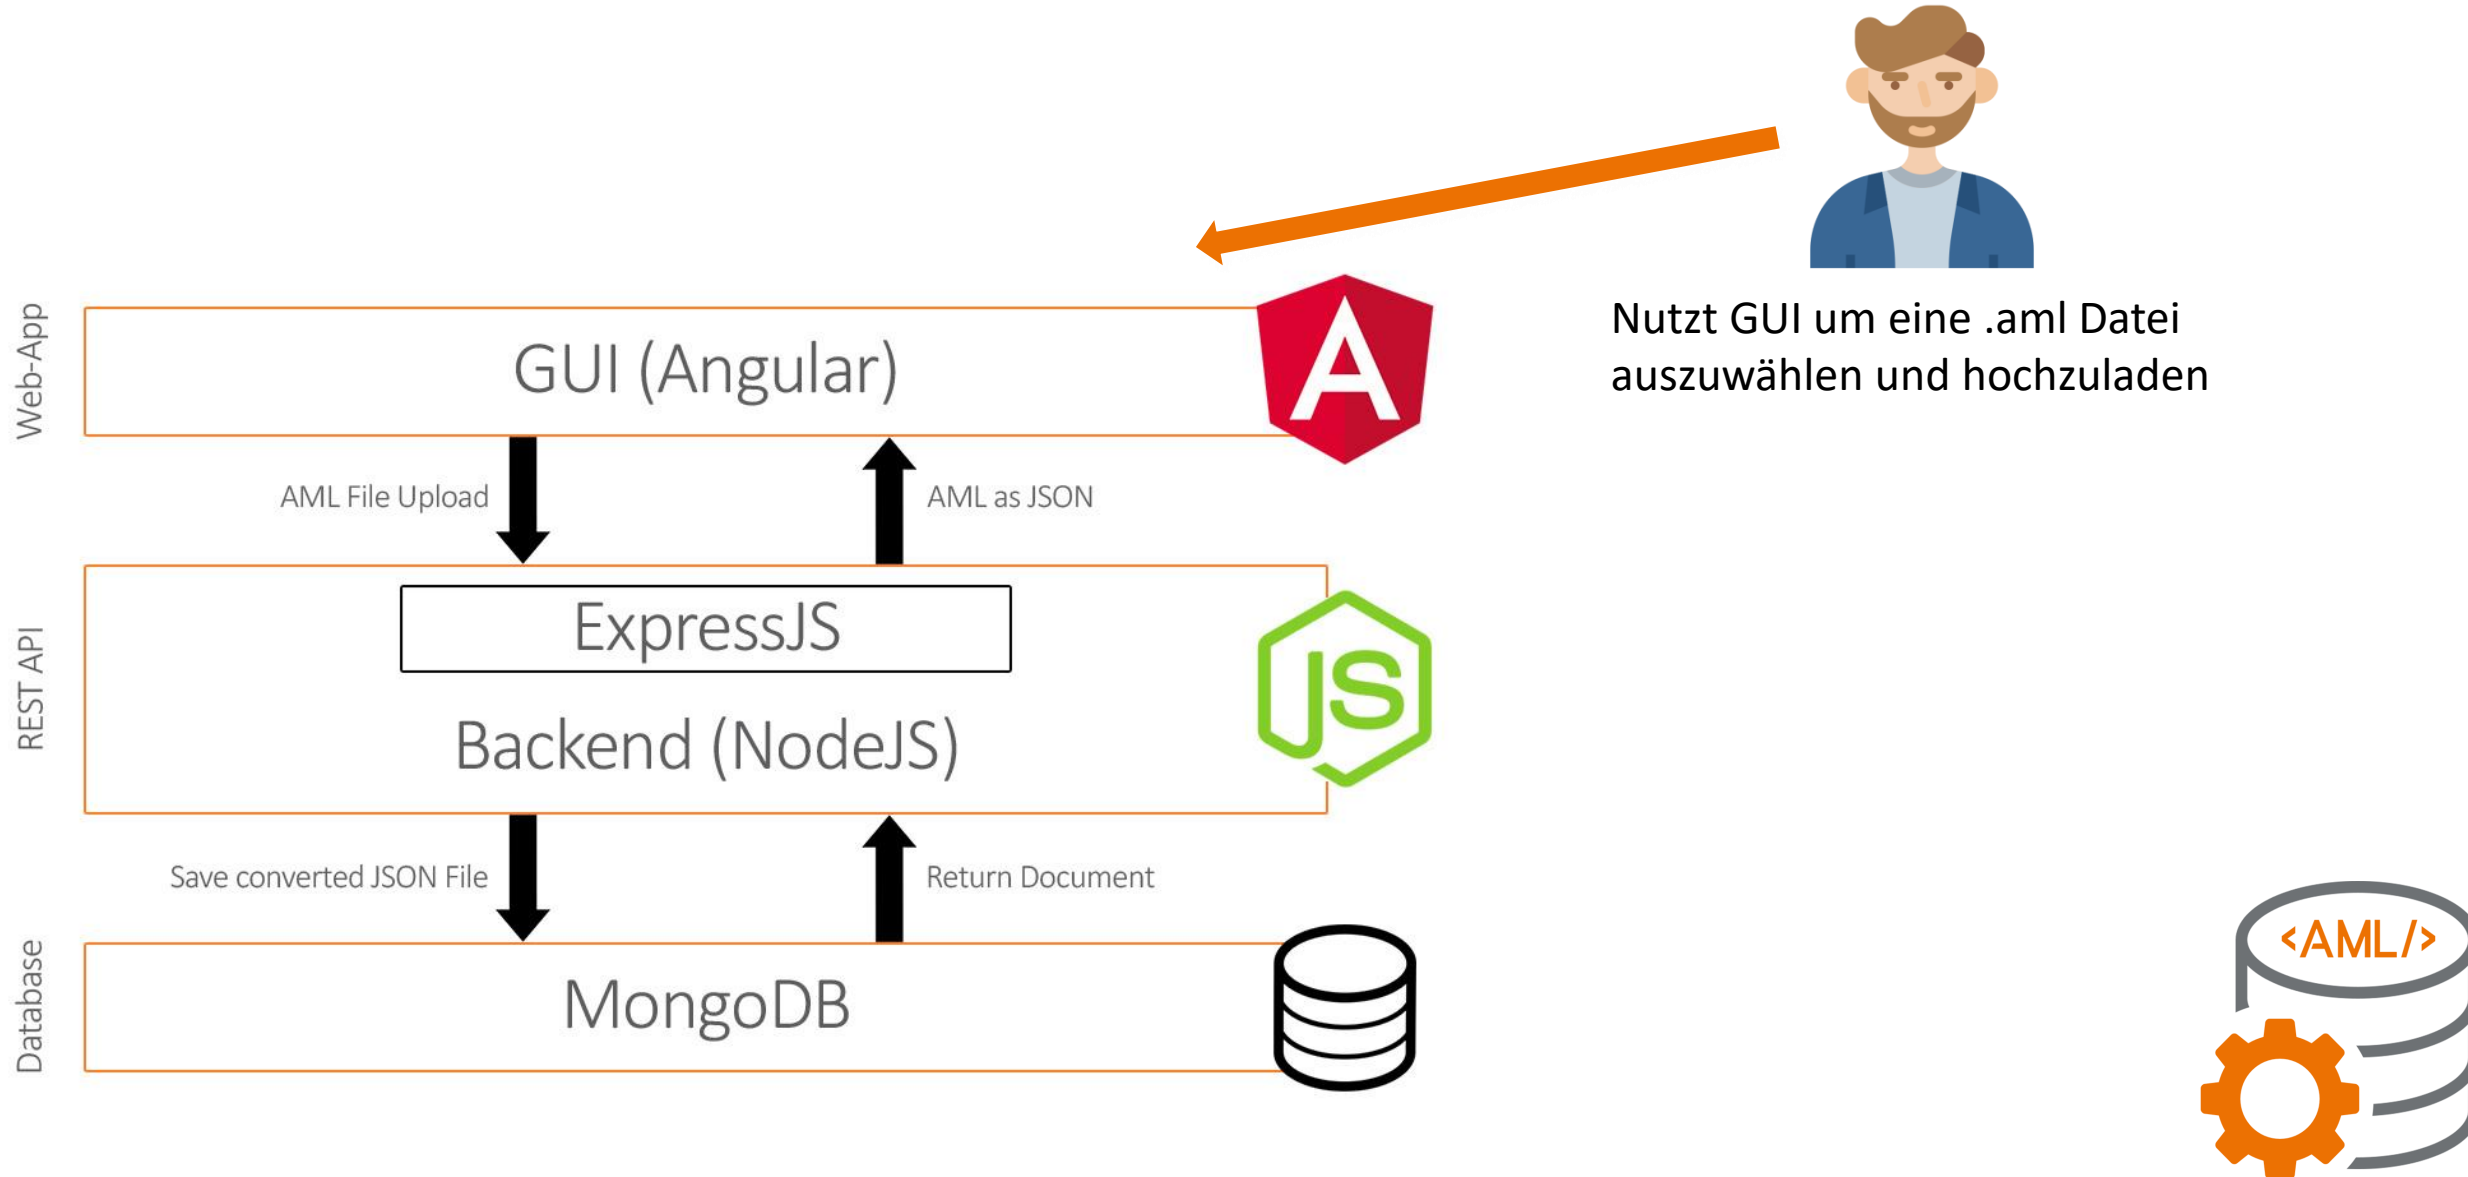 Nutzt GUI um eine .aml Datei
auszuwählen und hochzuladen
Web-App
GUI (Angular)
A
AML File Upload
AML as JSON
REST API
ExpressJS
Backend (NodeJS)
JS
Save converted JSON File
Return Document
Database
MongoDB
<AML/>